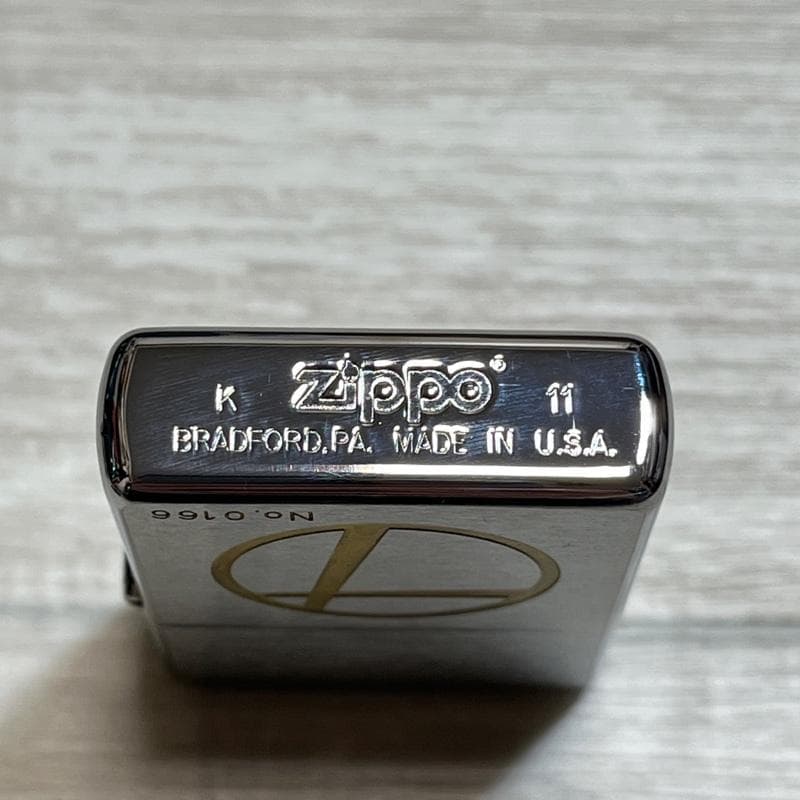 K zippo® 11
BRADFORD,PA. MADE IN U.S.A.
No.0166